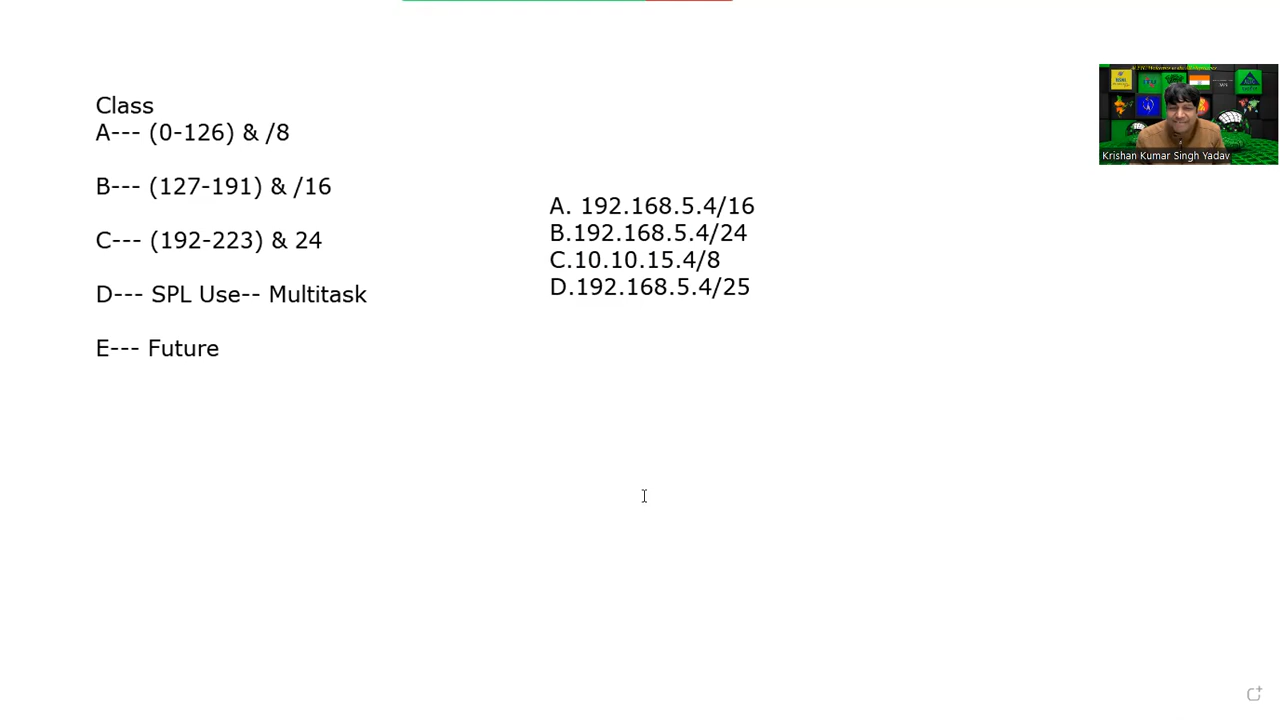 Class
A--- (0-126) & /8
B--- (127-191) & /16
C--- (192-223) & 24
D--- SPL Use-- Multitask
E--- Future
A. 192.168.5.4/16
B.192.168.5.4/24
C.10.10.15.4/8
D.192.168.5.4/25
Krishan Kumar Singh Yadav